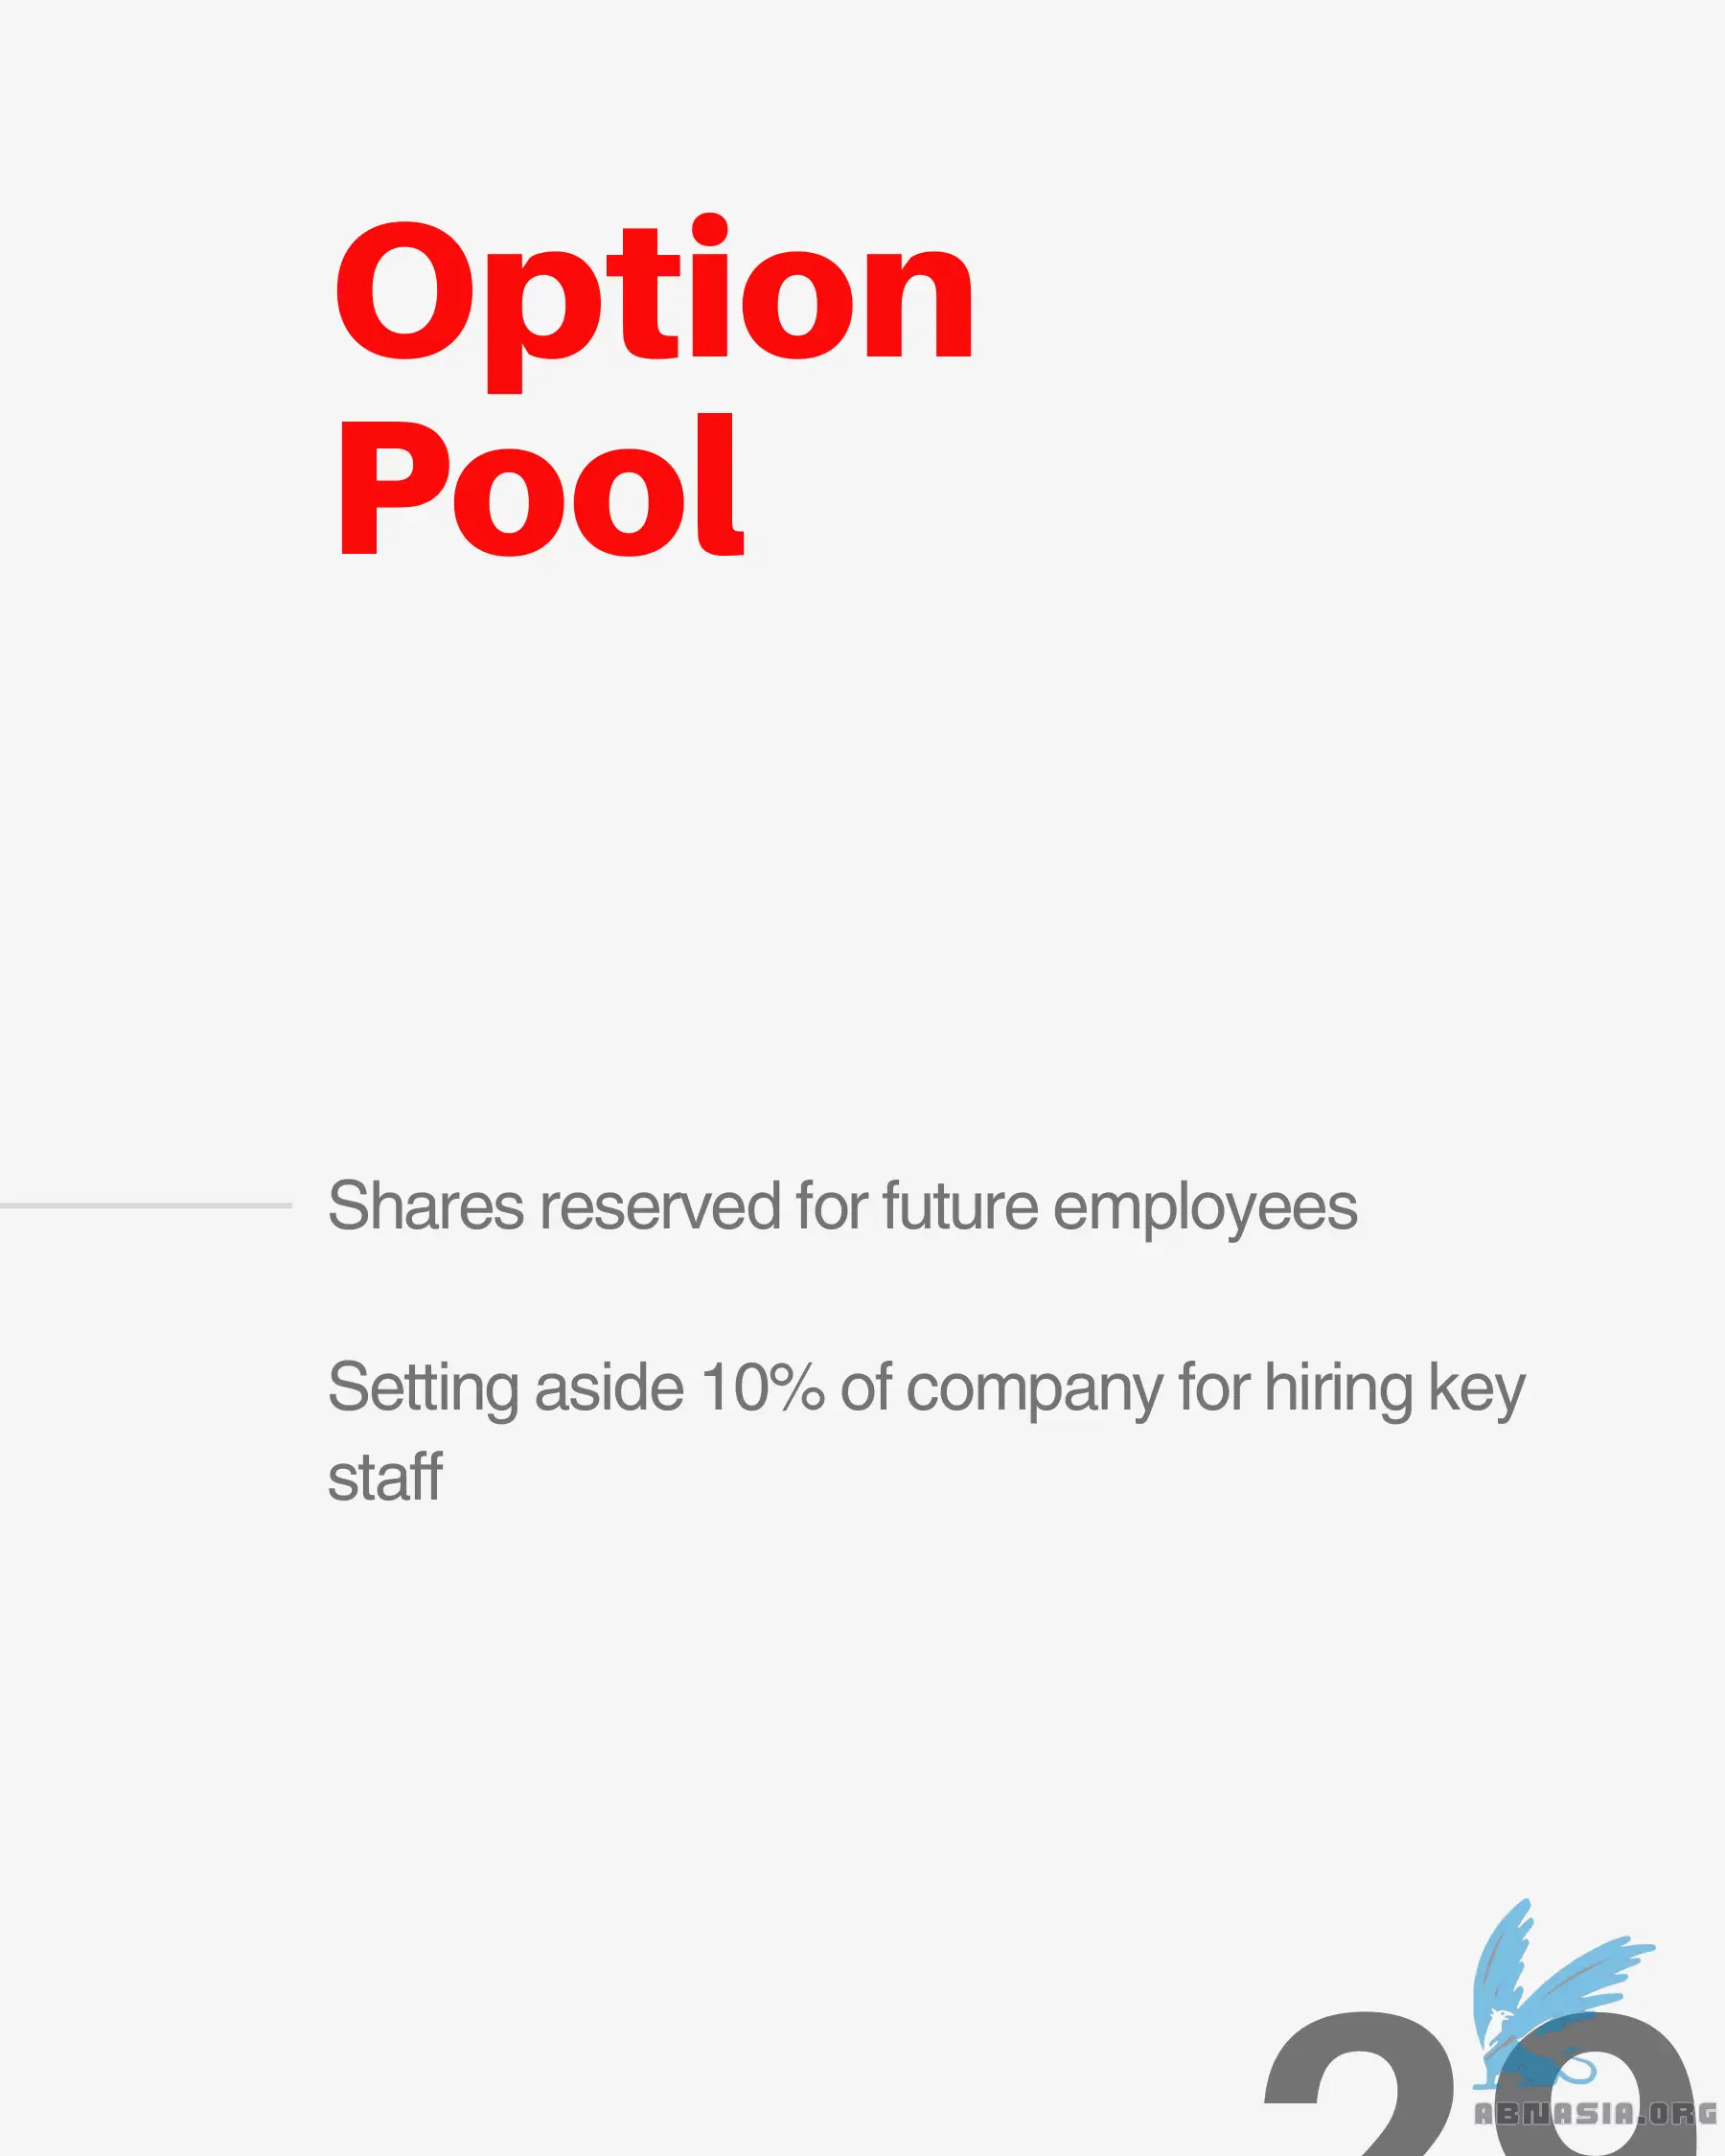 Option
Pool
Shares reserved for future employees
Setting aside 10% of company for hiring key
staff
ABNASIA.ORG